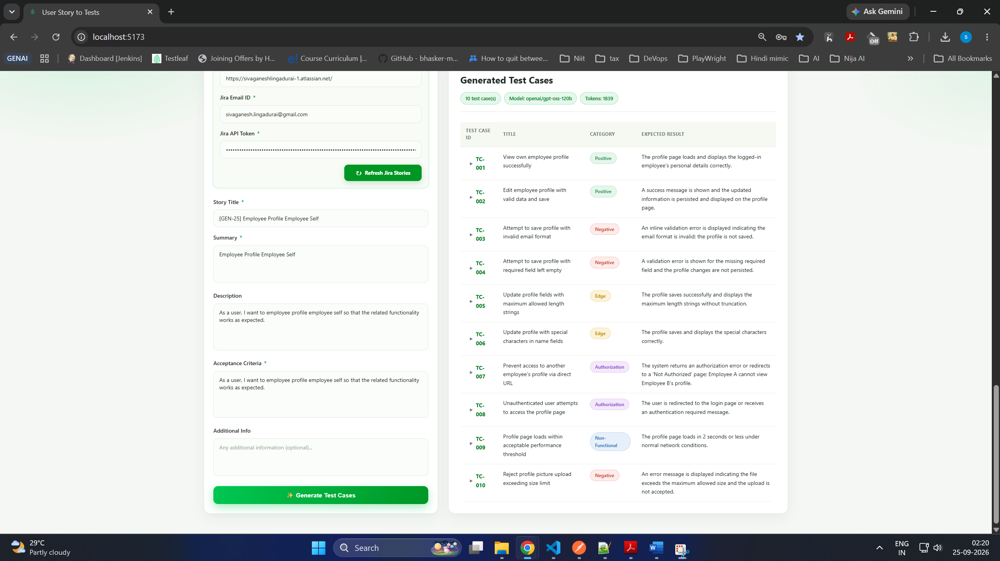 User Story to Tests
Ask Gemini
localhost:5173
Off
S
GENAI
Dashboard [Jenkins]
Testleaf
Joining Offers by H...
Course Curriculum |...
GitHub - bhasker-m...
How to quit betwee...
Niit
tax
DeVops
PlayWright
Hindi mimic
AI
Nija AI
All Bookmarks
https://sivaganeshlingadurai-1.atlassian.net/
Jira Email ID *
sivaganesh.lingadurai@gmail.com
Jira API Token *
Refresh Jira Stories
Story Title *
[GEN-25] Employee Profile Employee Self
Summary *
Employee Profile Employee Self
Description
As a user, I want to employee profile employee self so that the related functionality
works as expected.
Acceptance Criteria *
As a user, I want to employee profile employee self so that the related functionality
works as expected.
Additional Info
Any additional information (optional)...
✨ Generate Test Cases
Generated Test Cases
10 test case(s)
Model: openai/gpt-oss-120b
Tokens: 1839
TEST CASE
ID
TITLE
CATEGORY
EXPECTED RESULT
TC-
001
View own employee profile
successfully
Positive
The profile page loads and displays the logged-in
employee's personal details correctly.
TC-
002
Edit employee profile with
valid data and save
Positive
A success message is shown and the updated
information is persisted and displayed on the profile
page.
TC-
003
Attempt to save profile with
invalid email format
Negative
An inline validation error is displayed indicating the
email format is invalid; the profile is not saved.
TC-
004
Attempt to save profile with
required field left empty
Negative
A validation error is shown for the missing required
field and the profile changes are not persisted.
TC-
005
Update profile fields with
maximum allowed length
strings
Edge
The profile saves successfully and displays the
maximum length strings without truncation.
TC-
006
Update profile with special
characters in name fields
Edge
The profile saves and displays the special characters
correctly.
TC-
007
Prevent access to another
employee's profile via direct
URL
Authorization
The system returns an authorization error or redirects
to a 'Not Authorized' page; Employee A cannot view
Employee B's profile.
TC-
008
Unauthenticated user attempts
to access the profile page
Authorization
The user is redirected to the login page or receives
an authentication required message.
TC-
009
Profile page loads within
acceptable performance
threshold
Non-
Functional
The profile page loads in 2 seconds or less under
normal network conditions.
TC-
010
Reject profile picture upload
exceeding size limit
Negative
An error message is displayed indicating the file
exceeds the maximum allowed size and the upload is
not accepted.
29°C
Partly cloudy
Search
ENG
IN
02:20
25-09-2026